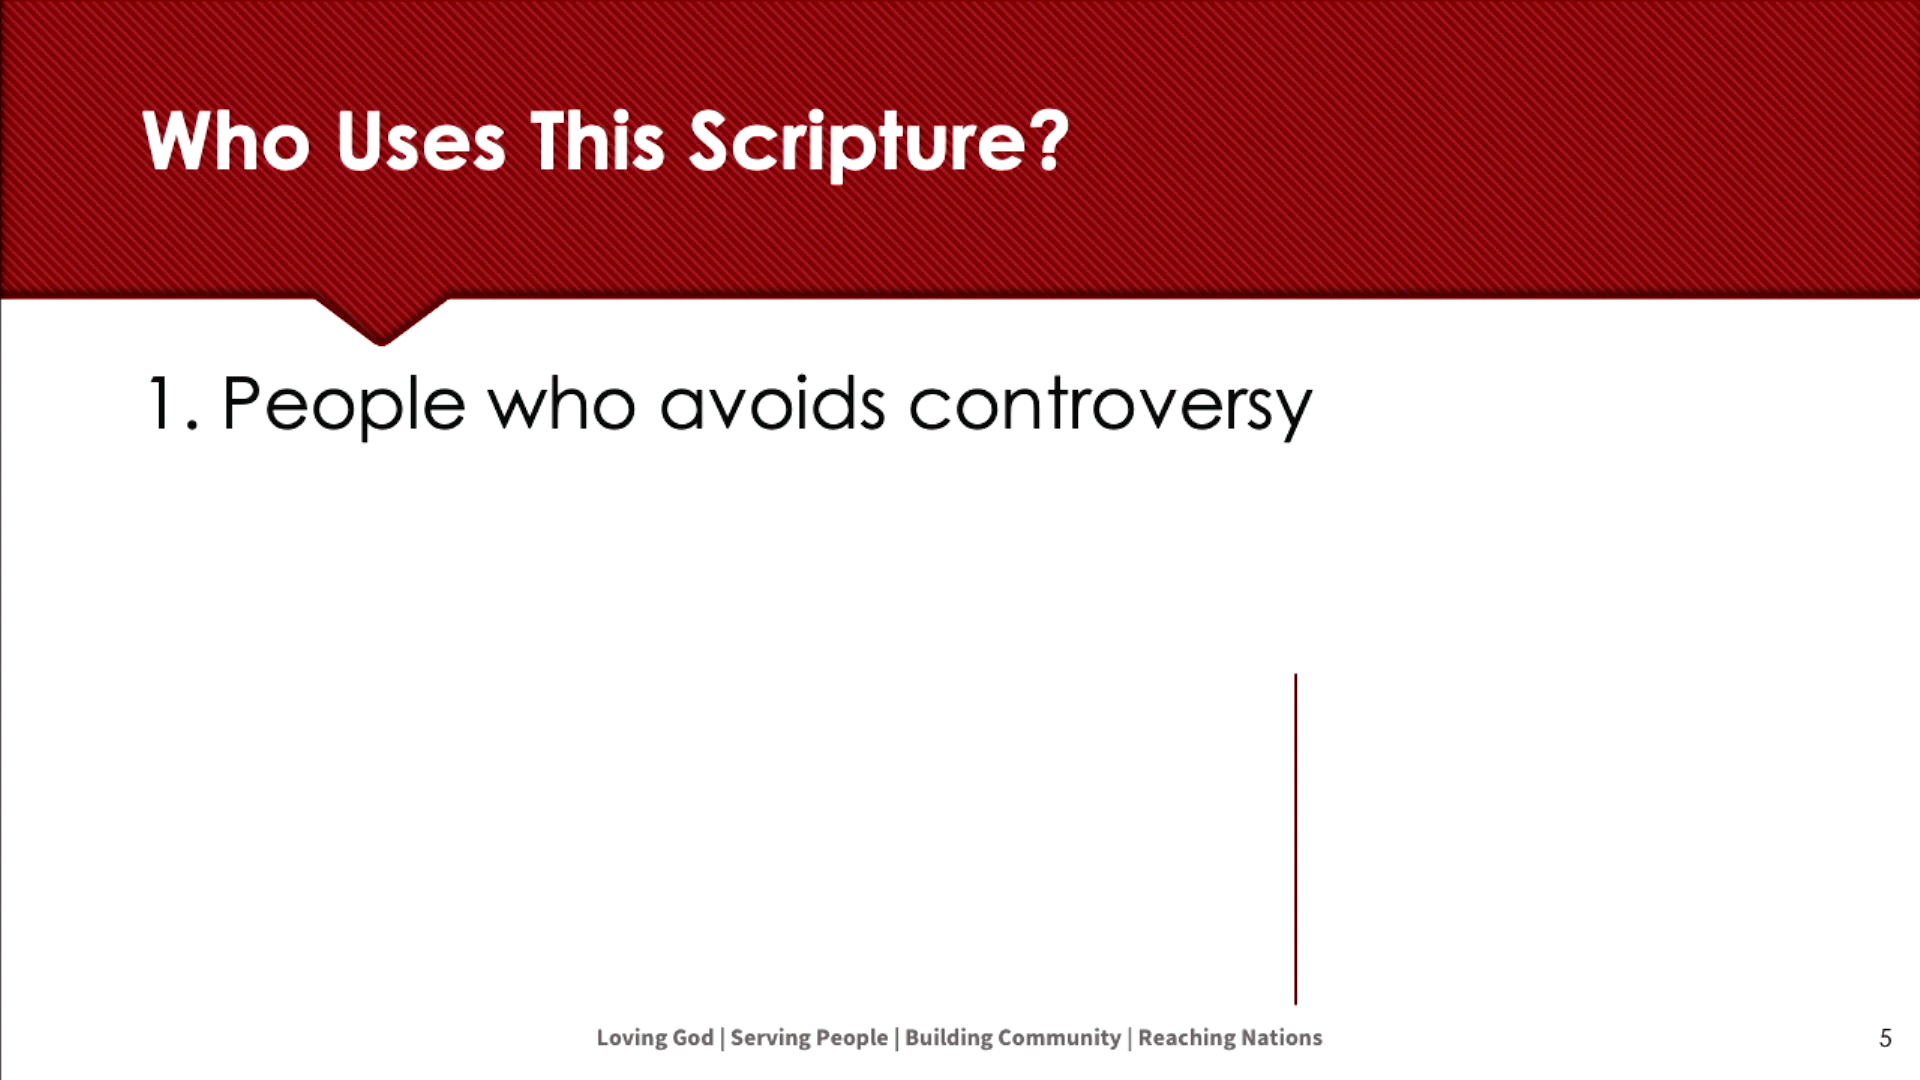 Who Uses This Scripture?
1. People who avoids controversy
Loving God | Serving People | Building Community | Reaching Nations
5